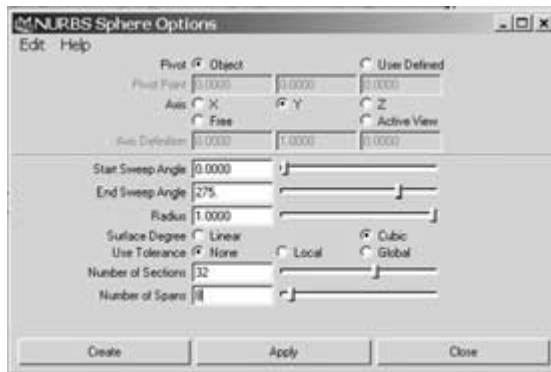 NURBS Sphere Options
Edit Help
Pivot Object User Defined
Pivot Point 0.0000 0.0000 0.0000
Axis X Y Z
Free Active View
Axis Definition 0.0000 1.0000 0.0000
Start Sweep Angle 0.0000
End Sweep Angle 275.
Radius 1.0000
Surface Degree Linear Cubic
Use Tolerance None Local Global
Number of Sections 32
Number of Spans
Create Apply Close